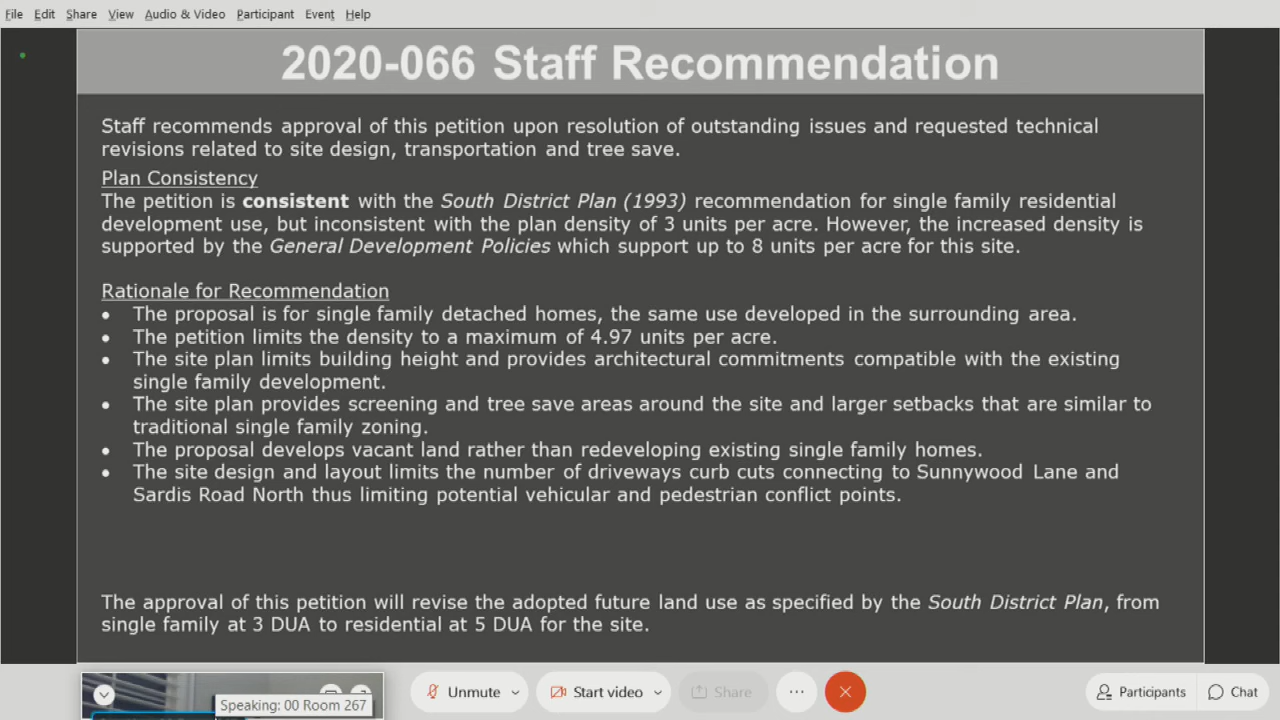 File Edit Share View Audio & Video Participant Event Help
2020-066 Staff Recommendation
Staff recommends approval of this petition upon resolution of outstanding issues and requested technical
revisions related to site design, transportation and tree save.
Plan Consistency
The petition is consistent with the South District Plan (1993) recommendation for single family residential
development use, but inconsistent with the plan density of 3 units per acre. However, the increased density is
supported by the General Development Policies which support up to 8 units per acre for this site.
Rationale for Recommendation
• The proposal is for single family detached homes, the same use developed in the surrounding area.
• The petition limits the density to a maximum of 4.97 units per acre.
• The site plan limits building height and provides architectural commitments compatible with the existing
single family development.
• The site plan provides screening and tree save areas around the site and larger setbacks that are similar to
traditional single family zoning.
• The proposal develops vacant land rather than redeveloping existing single family homes.
• The site design and layout limits the number of driveways curb cuts connecting to Sunnywood Lane and
Sardis Road North thus limiting potential vehicular and pedestrian conflict points.
The approval of this petition will revise the adopted future land use as specified by the South District Plan, from
single family at 3 DUA to residential at 5 DUA for the site.
Speaking: 00 Room 267
Unmute Start video Share Participants Chat